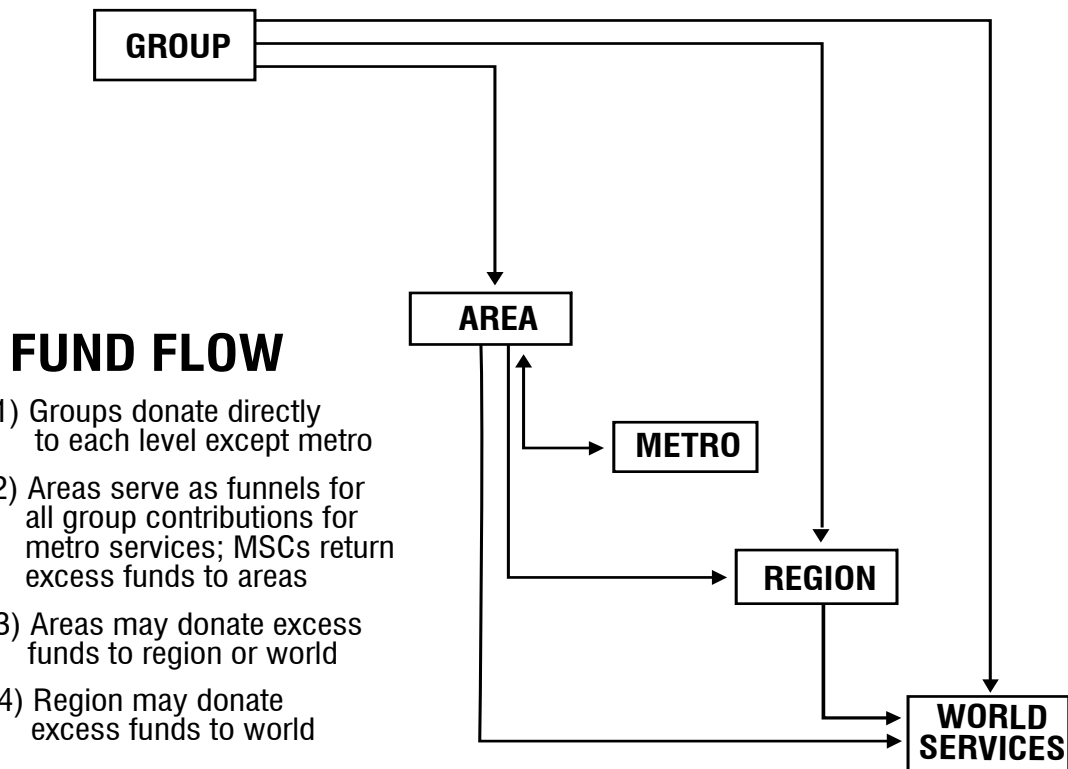 GROUP
AREA
FUND FLOW
1) Groups donate directly
to each level except metro
METRO
2) Areas serve as funnels for
all group contributions for
metro services; MSCs return
excess funds to areas
REGION
3) Areas may donate excess
funds to region or world
4) Region may donate
excess funds to world
WORLD
SERVICES